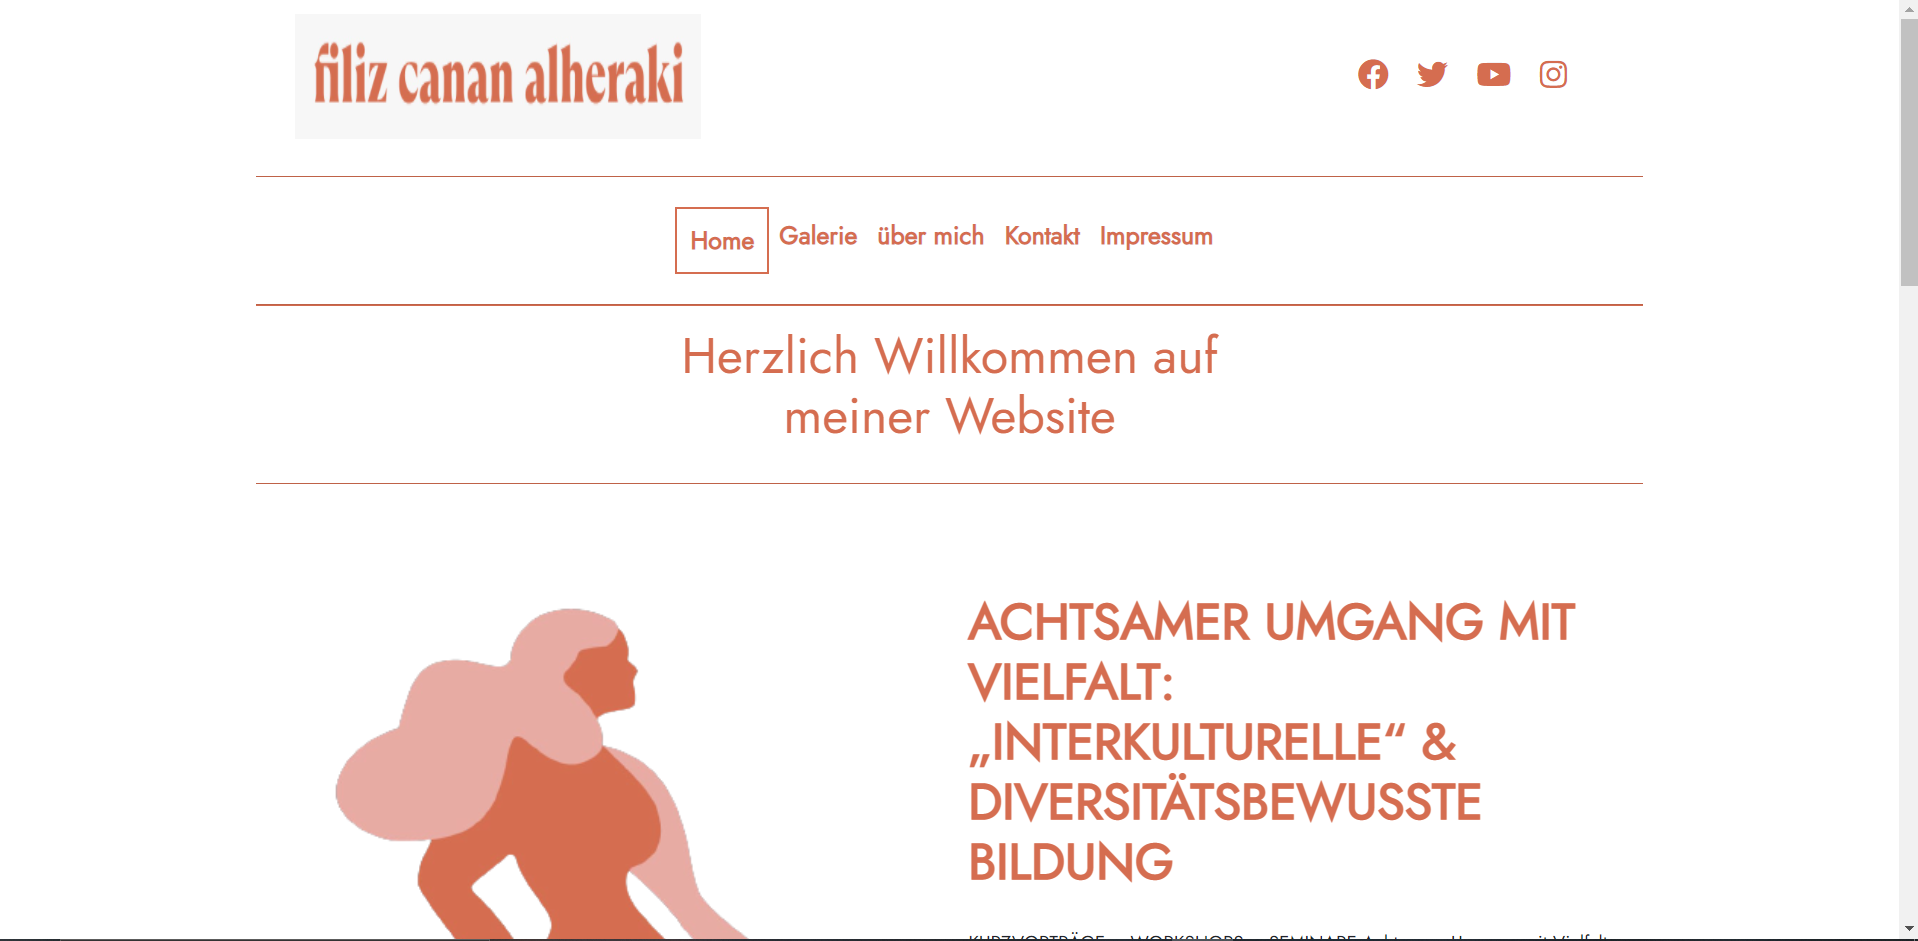 filiz canan alheraki
Home Galerie über mich Kontakt Impressum
Herzlich Willkommen auf
meiner Website
ACHTSAMER UMGANG MIT
VIELFALT:
„INTERKULTURELLE“ &
DIVERSITÄTSBEWUSSTE
BILDUNG